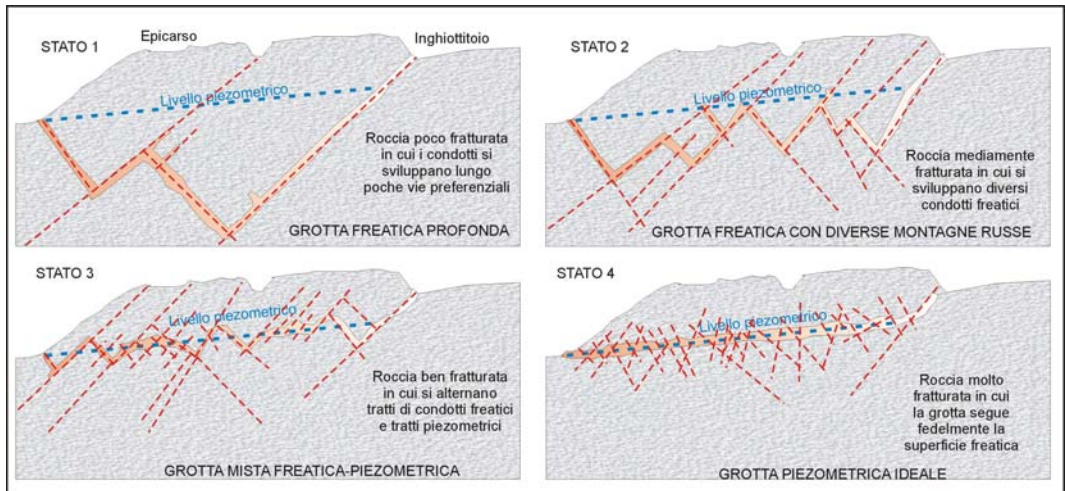 STATO 1
Epicarso
Inghiottitoio
Livello piezometrico
Roccia poco fratturata
in cui i condotti si
sviluppano lungo
poche vie preferenziali
GROTTA FREATICA PROFONDA
STATO 2
Livello piezometrico
Roccia mediamente
fratturata in cui si
sviluppano diversi
condotti freatici
GROTTA FREATICA CON DIVERSE MONTAGNE RUSSE
STATO 3
Livello piezometrico
Roccia ben fratturata
in cui si alternano
tratti di condotti freatici
e tratti piezometrici
GROTTA MISTA FREATICA-PIEZOMETRICA
STATO 4
Livello piezometrico
Roccia molto
fratturata in cui
la grotta segue
fedelmente la
superficie freatica
GROTTA PIEZOMETRICA IDEALE